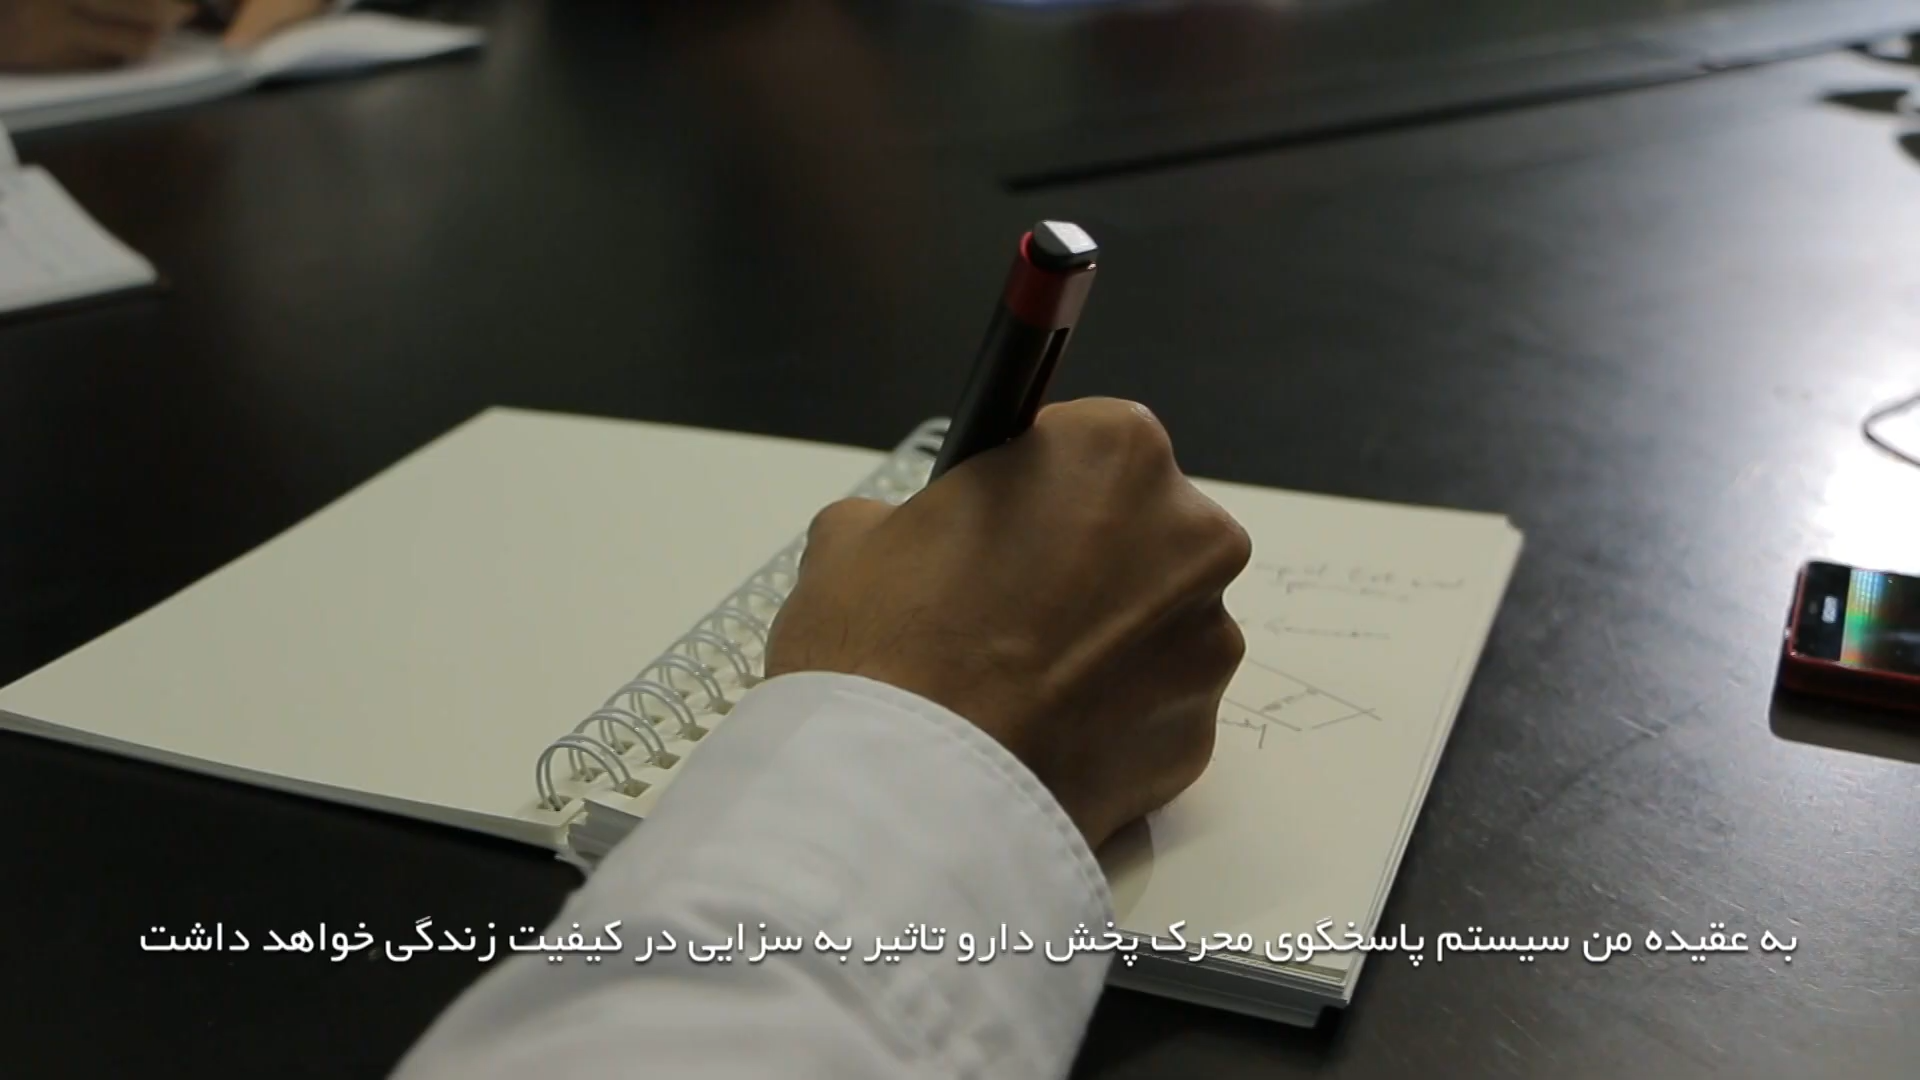 به عقیده من سیستم پاسخگوی محرک پخش دارو تاثیر به سزایی در کیفیت زندگی خواهد داشت